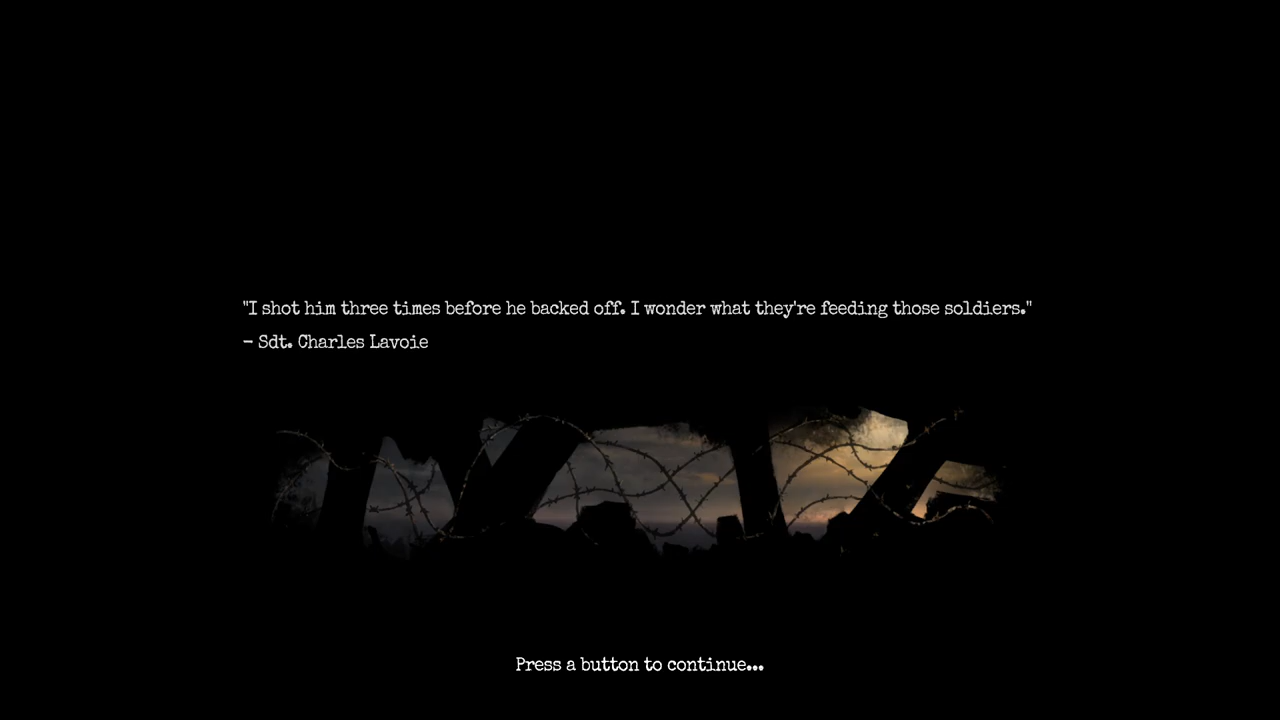 "I shot him three times before he backed off. I wonder what they're feeding those soldiers."
– Sdt. Charles Lavoie
Press a button to continue...